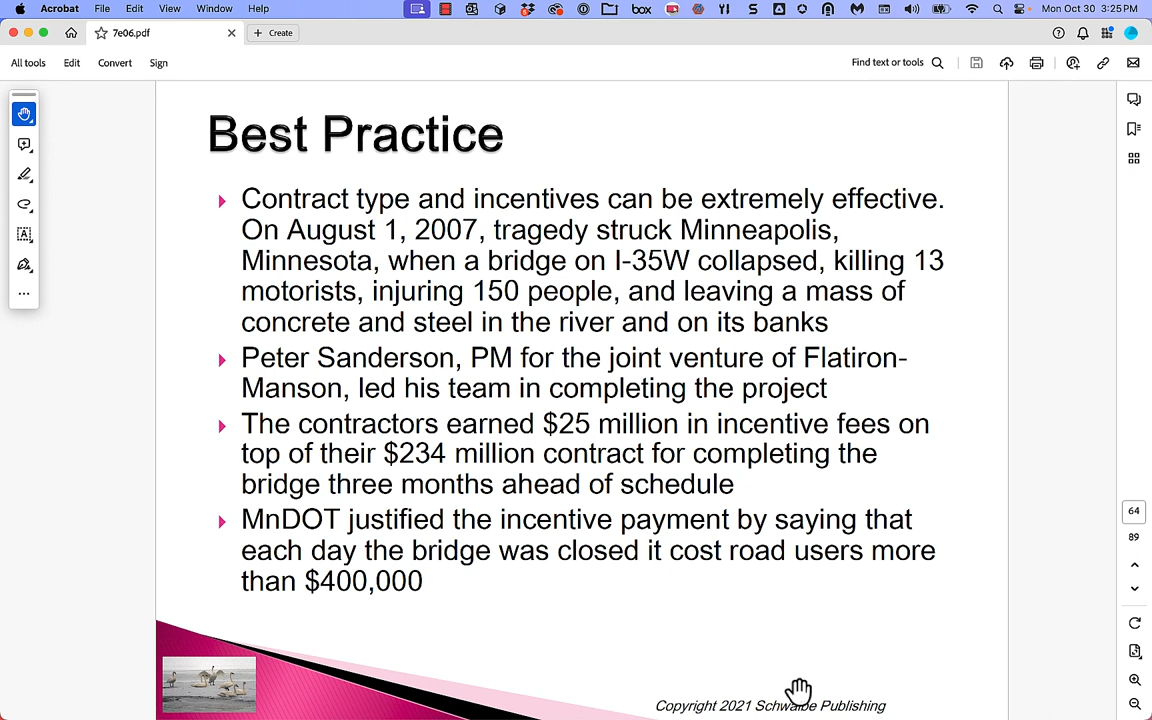 Acrobat File Edit View Window Help box Mon Oct 30 3:25 PM
7e06.pdf Create
All tools Edit Convert Sign Find text or tools
Best Practice
Contract type and incentives can be extremely effective.
On August 1, 2007, tragedy struck Minneapolis,
Minnesota, when a bridge on I-35W collapsed, killing 13
motorists, injuring 150 people, and leaving a mass of
concrete and steel in the river and on its banks
Peter Sanderson, PM for the joint venture of Flatiron-
Manson, led his team in completing the project
The contractors earned $25 million in incentive fees on
top of their $234 million contract for completing the
bridge three months ahead of schedule
64
MnDOT justified the incentive payment by saying that
89
each day the bridge was closed it cost road users more
than $400,000
Copyright 2021 Schwalbe Publishing